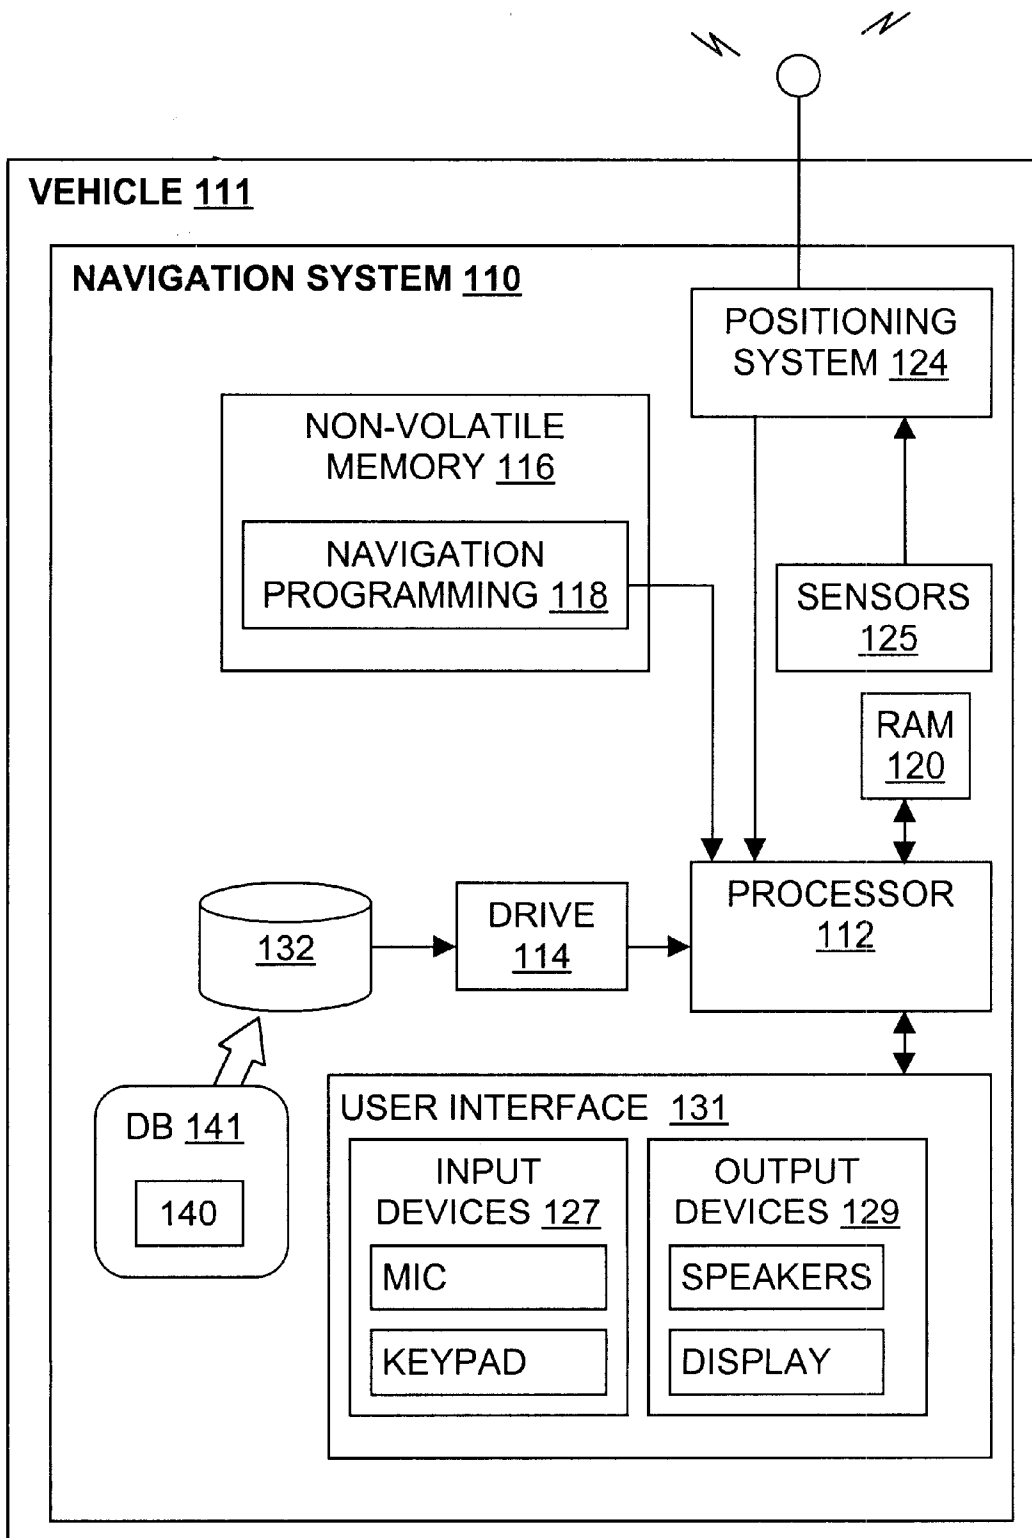 VEHICLE 111
NAVIGATION SYSTEM 110
POSITIONING
SYSTEM 124
NON-VOLATILE
MEMORY 116
NAVIGATION
PROGRAMMING 118
SENSORS
125
RAM
120
PROCESSOR
112
DRIVE
114
132
DB 141
140
USER INTERFACE 131
INPUT
DEVICES 127
MIC
KEYPAD
OUTPUT
DEVICES 129
SPEAKERS
DISPLAY